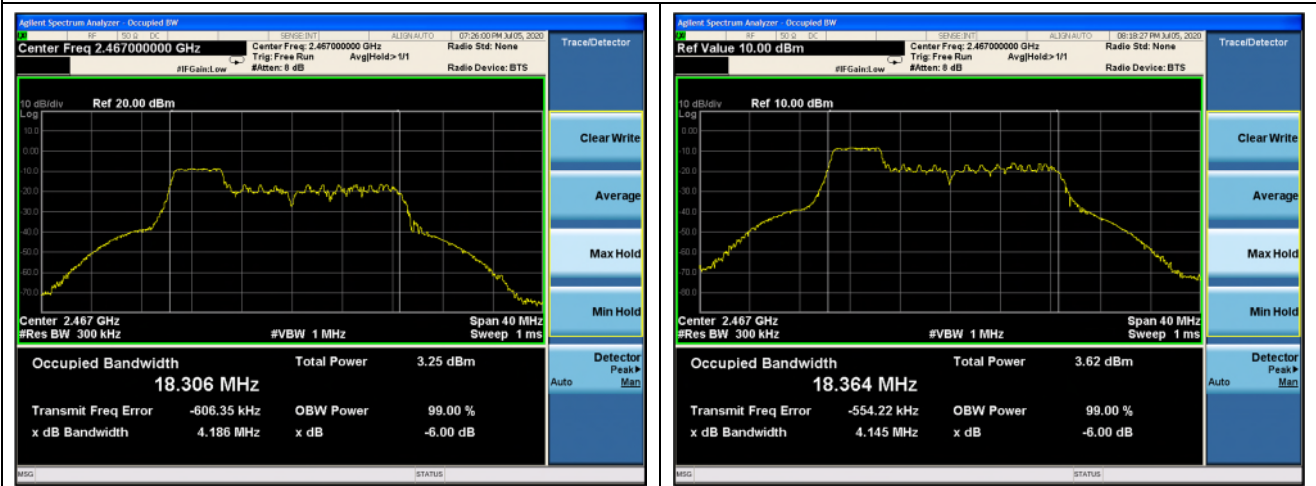 Agilent Spectrum Analyzer - Occupied BW
RF 50 Ω DC SENSE:INT ALIGN AUTO 07:26:00 PM Jul 05, 2020
Center Freq 2.467000000 GHz
Center Freq: 2.467000000 GHz
Radio Std: None
Trig: Free Run Avg|Hold:>1/1
#IFGain:Low #Atten: 8 dB Radio Device: BTS
10 dB/div Ref 20.00 dBm
Log
10.0
0.00
-10.0
-20.0
-30.0
-40.0
-50.0
-60.0
-70.0
Center 2.467 GHz Span 40 MHz
#Res BW 300 kHz #VBW 1 MHz Sweep 1 ms
Occupied Bandwidth Total Power 3.25 dBm
18.306 MHz
Transmit Freq Error -606.35 kHz OBW Power 99.00 %
x dB Bandwidth 4.186 MHz x dB -6.00 dB
MSG STATUS
Trace/Detector
Clear Write
Average
Max Hold
Min Hold
Detector
Peak▶
Auto Man
Agilent Spectrum Analyzer - Occupied BW
RF 50 Ω DC SENSE:INT ALIGN AUTO 08:18:27 PM Jul 05, 2020
Ref Value 10.00 dBm
Center Freq: 2.467000000 GHz
Radio Std: None
Trig: Free Run Avg|Hold:>1/1
#IFGain:Low #Atten: 8 dB Radio Device: BTS
10 dB/div Ref 10.00 dBm
Log
0.00
-10.0
-20.0
-30.0
-40.0
-50.0
-60.0
-70.0
-80.0
Center 2.467 GHz Span 40 MHz
#Res BW 300 kHz #VBW 1 MHz Sweep 1 ms
Occupied Bandwidth Total Power 3.62 dBm
18.364 MHz
Transmit Freq Error -554.22 kHz OBW Power 99.00 %
x dB Bandwidth 4.145 MHz x dB -6.00 dB
MSG STATUS
Trace/Detector
Clear Write
Average
Max Hold
Min Hold
Detector
Peak▶
Auto Man